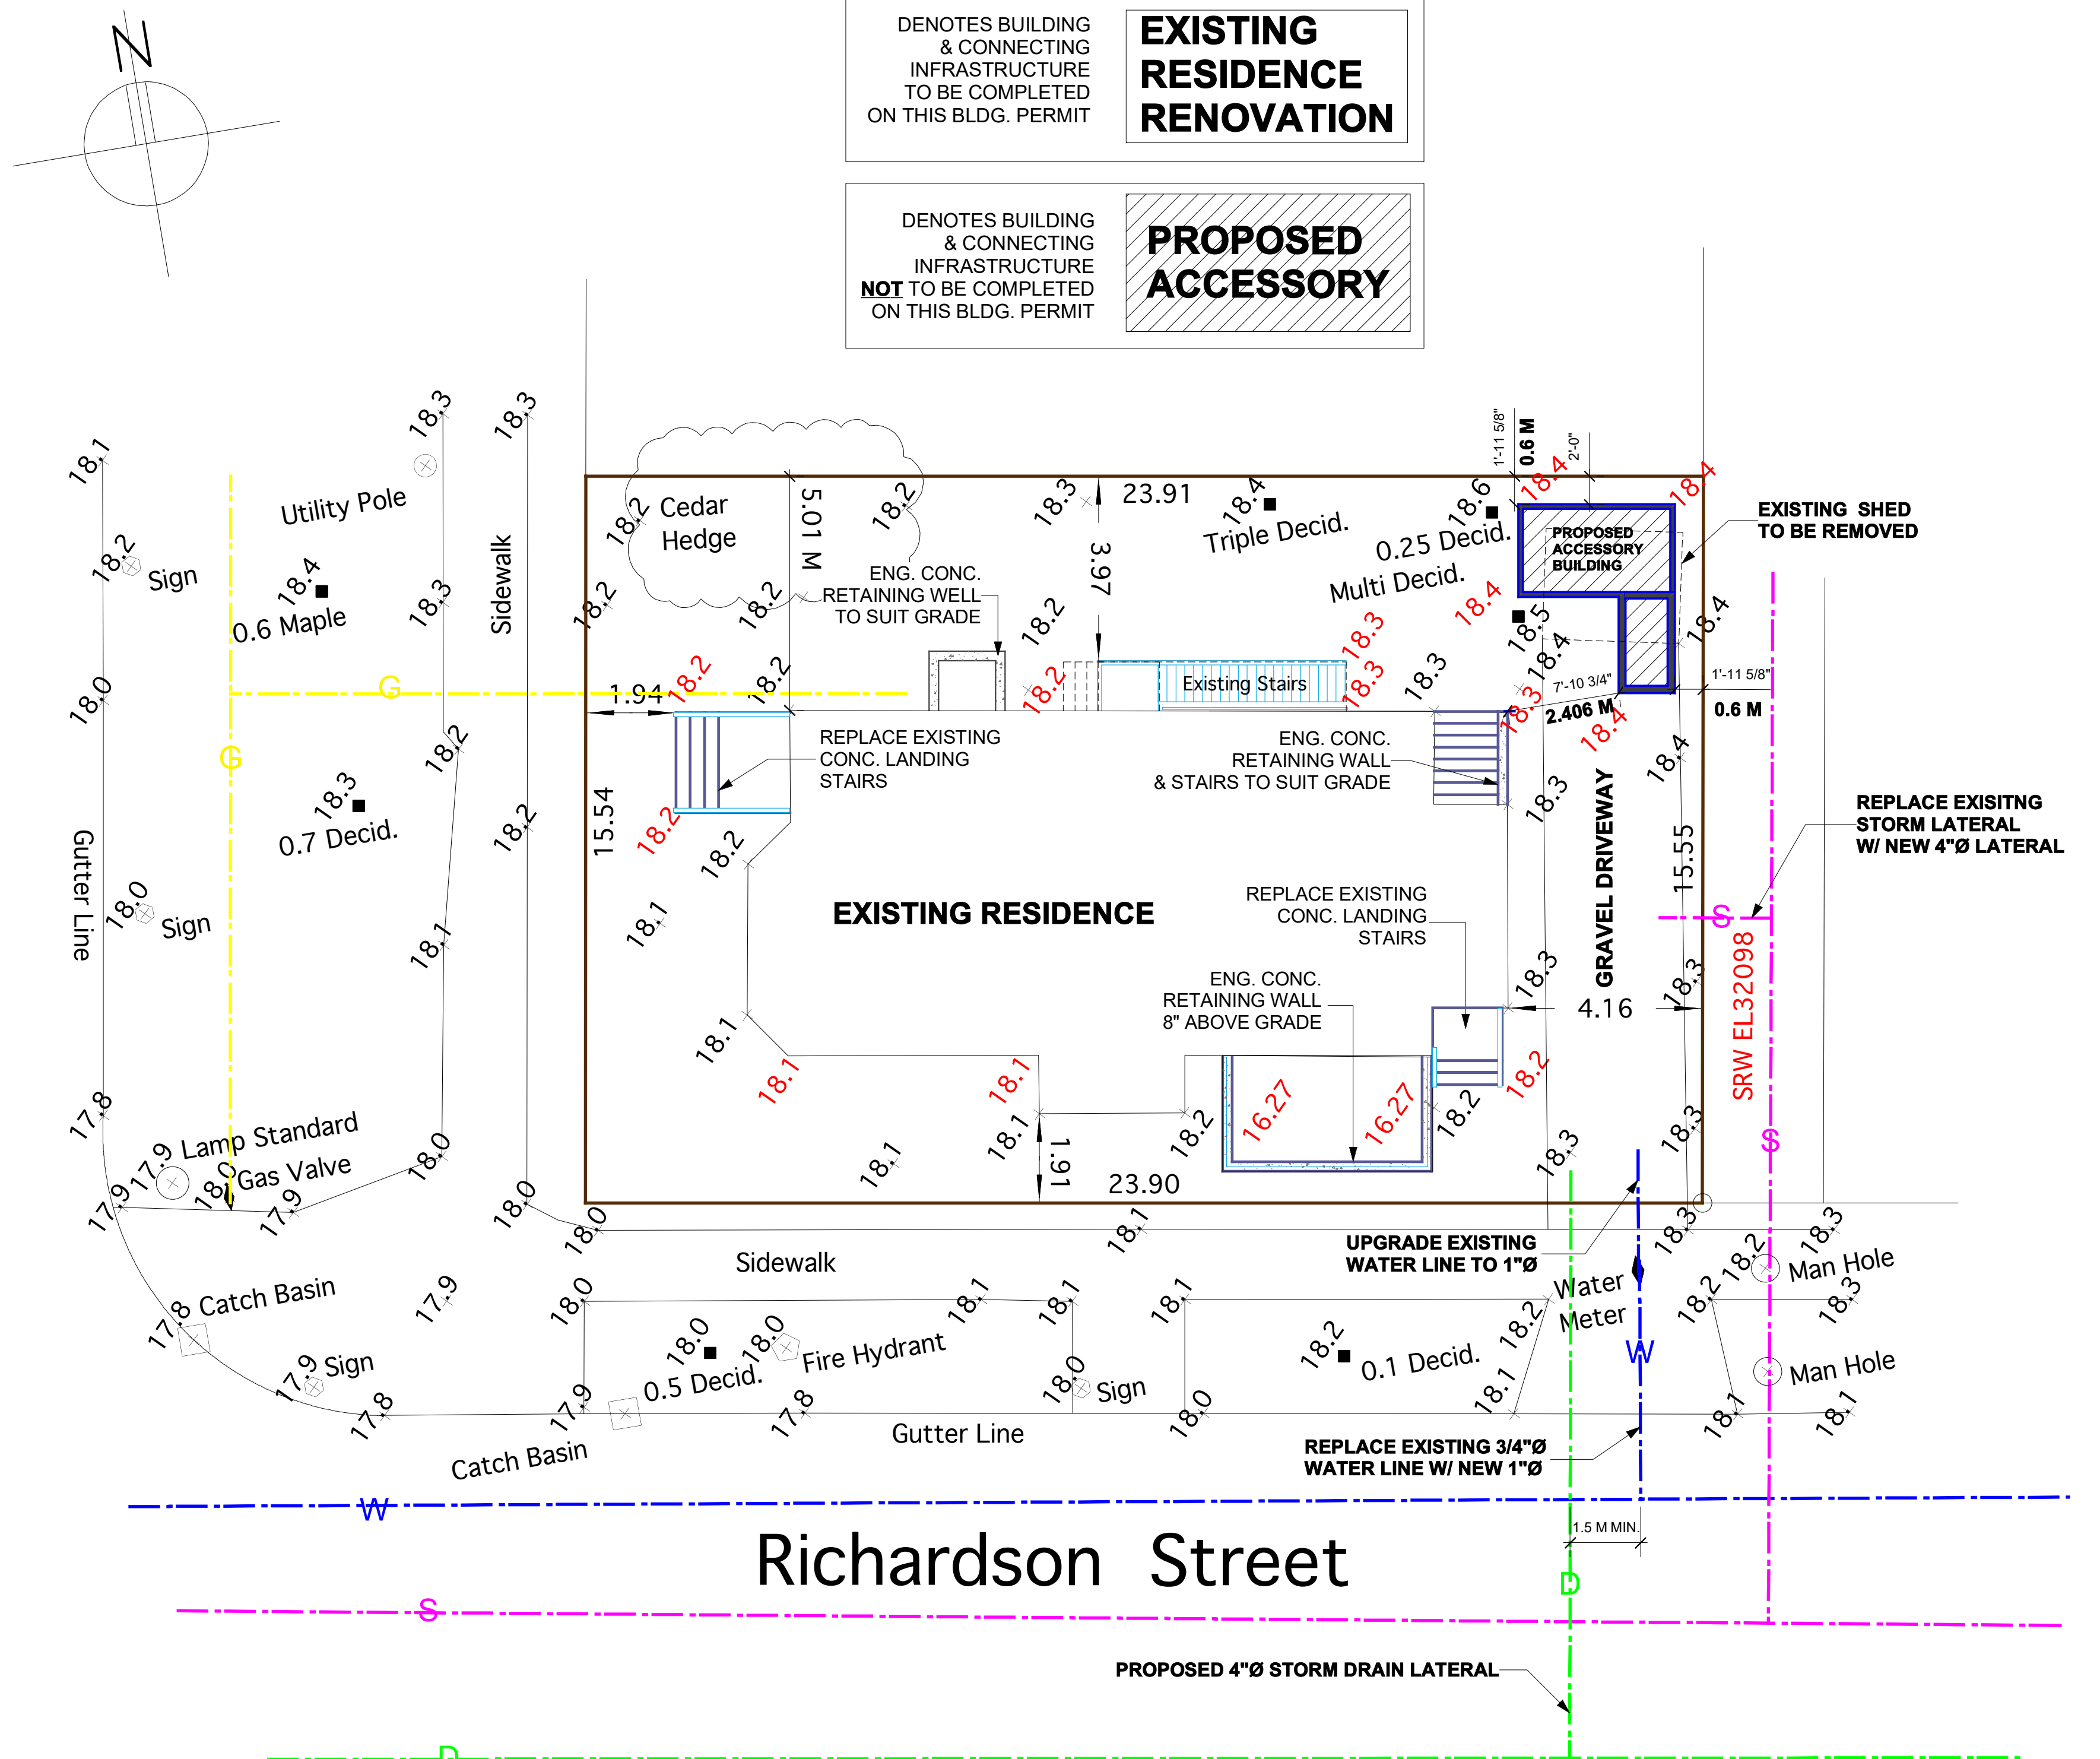 N
DENOTES BUILDING
& CONNECTING
INFRASTRUCTURE
TO BE COMPLETED
ON THIS BLDG. PERMIT
EXISTING
RESIDENCE
RENOVATION
DENOTES BUILDING
& CONNECTING
INFRASTRUCTURE
NOT TO BE COMPLETED
ON THIS BLDG. PERMIT
PROPOSED
ACCESSORY
18.1
18.3
18.3
Utility Pole
18.2
Sign
18.4
0.6 Maple
18.3
Sidewalk
18.2
Cedar
Hedge
18.2
18.2
18.2
5.01 M
18.3
23.91
3.97
18.4
Triple Decid.
18.6
0.25 Decid.
Multi Decid.
1'-11 5/8"
0.6 M
2'-0"
18.4
18.4
PROPOSED
ACCESSORY
BUILDING
EXISTING SHED
TO BE REMOVED
ENG. CONC.
RETAINING WELL
TO SUIT GRADE
18.2
18.2
18.3
18.3
18.3
18.4
18.5
18.4
18.4
Existing Stairs
1'-11 5/8"
0.6 M
7'-10 3/4"
2.406 M
18.3
18.4
18.4
18.0
G
G
1.94
18.2
18.2
18.2
REPLACE EXISTING
CONC. LANDING
STAIRS
ENG. CONC.
RETAINING WALL
& STAIRS TO SUIT GRADE
18.3
GRAVEL DRIVEWAY
15.55
REPLACE EXISITNG
STORM LATERAL
W/ NEW 4"Ø LATERAL
18.3
0.7 Decid.
18.2
15.54
18.2
18.2
Gutter Line
18.0
Sign
18.1
18.1
EXISTING RESIDENCE
REPLACE EXISTING
CONC. LANDING
STAIRS
S
SRW EL32098
18.3
18.3
ENG. CONC.
RETAINING WALL
8" ABOVE GRADE
4.16
18.1
18.1
18.1
18.1
1.91
18.2
16.27
16.27
18.2
18.2
18.3
18.3
S
17.8
17.9
Lamp Standard
18.0
Gas Valve
18.0
17.9
17.9
18.0
18.1
23.90
18.0
18.1
Sidewalk
UPGRADE EXISTING
WATER LINE TO 1"Ø
18.3
18.3
18.2
Man Hole
Water
Meter
17.8
Catch Basin
17.9
18.0
18.1
18.1
18.1
18.2
18.2
18.3
W
18.0
0.5 Decid.
18.0
Fire Hydrant
18.0
Sign
18.2
0.1 Decid.
18.1
Man Hole
17.9
Sign
17.8
17.9
17.8
18.0
18.1
18.1
Catch Basin
Gutter Line
REPLACE EXISTING 3/4"Ø
WATER LINE W/ NEW 1"Ø
W
1.5 M MIN.
Richardson Street
D
S
PROPOSED 4"Ø STORM DRAIN LATERAL
D